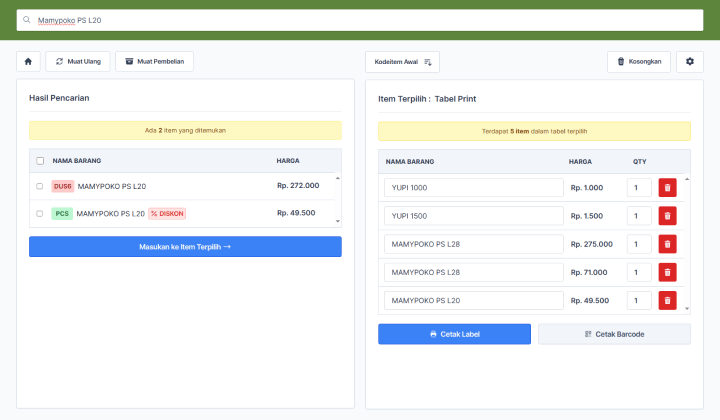 Mamypoko PS L20
Muat Ulang
Muat Pembelian
Kodeitem Awal
Kosongkan
Hasil Pencarian
Ada 2 item yang ditemukan
NAMA BARANG HARGA
DUS6 MAMYPOKO PS L20 Rp. 272.000
PCS MAMYPOKO PS L20 % DISKON Rp. 49.500
Masukan ke Item Terpilih →
Item Terpilih : Tabel Print
Terdapat 5 item dalam tabel terpilih
NAMA BARANG HARGA QTY
YUPI 1000 Rp. 1.000 1
YUPI 1500 Rp. 1.500 1
MAMYPOKO PS L28 Rp. 275.000 1
MAMYPOKO PS L28 Rp. 71.000 1
MAMYPOKO PS L20 Rp. 49.500 1
Cetak Label
Cetak Barcode